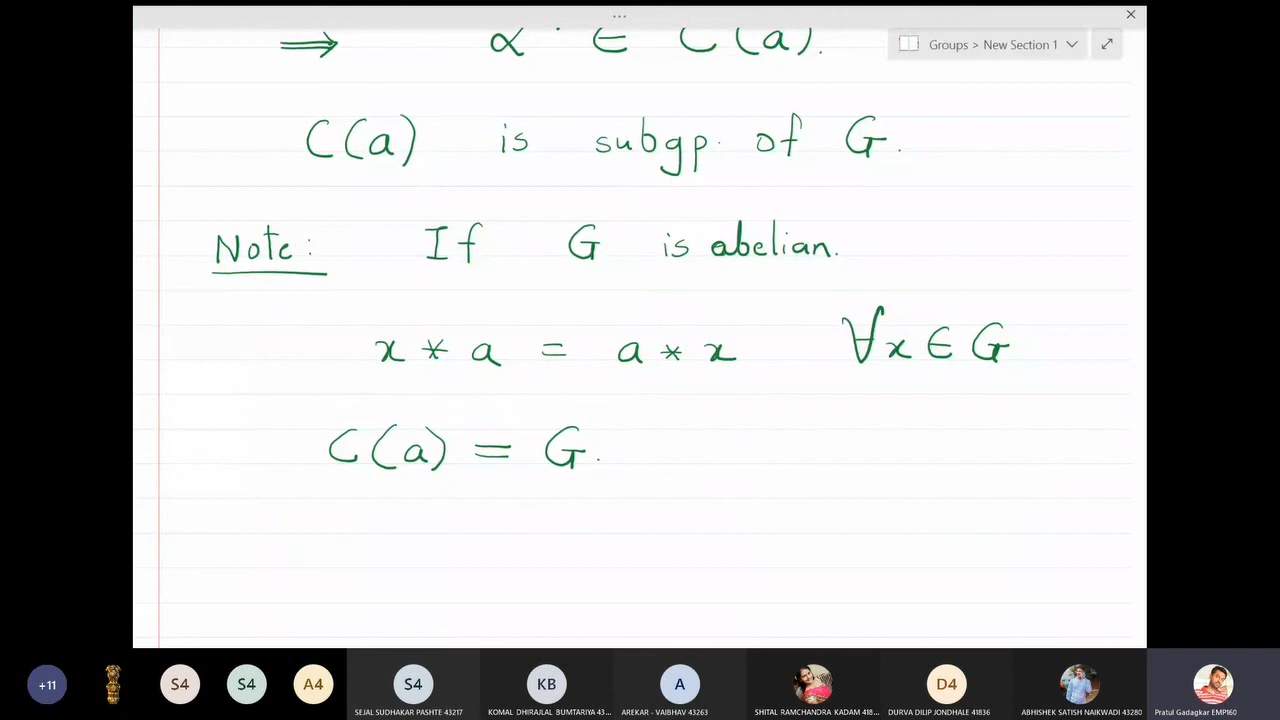 ⟹ α ∈ C(a).
Groups > New Section 1
C(a) is subgp. of G.
Note: If G is abelian.
x * a = a * x ∀x ∈ G
C(a) = G.
+11
S4
S4
A4
S4
KB
A
D4
SEJAL SUDHAKAR PASHTE 43217
KOMAL DHIRAJLAL BUMTARIYA 43...
AREKAR - VAIBHAV 43263
SHITAL RAMCHANDRA KADAM 418...
DURVA DILIP JONDHALE 41836
ABHISHEK SATISH NAIKWADI 43280
Pratul Gadagkar EMP160